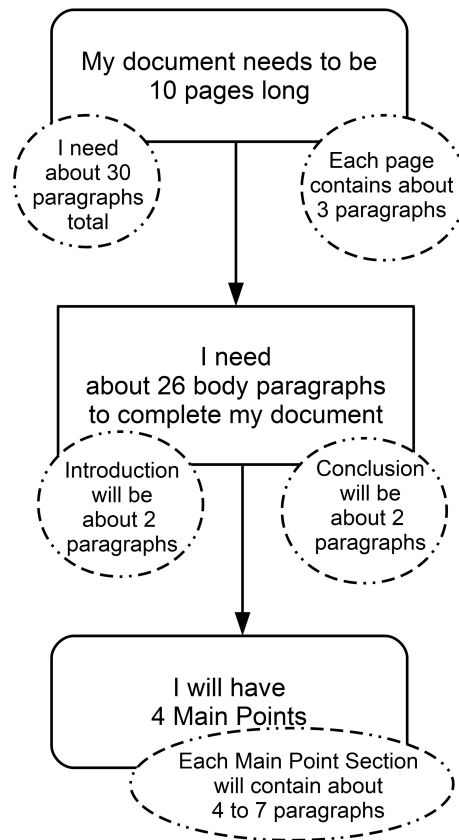 My document needs to be
10 pages long
I need
about 30
paragraphs
total
Each page
contains about
3 paragraphs
I need
about 26 body paragraphs
to complete my document
Introduction
will be
about 2
paragraphs
Conclusion
will be
about 2
paragraphs
I will have
4 Main Points
Each Main Point Section
will contain about
4 to 7 paragraphs